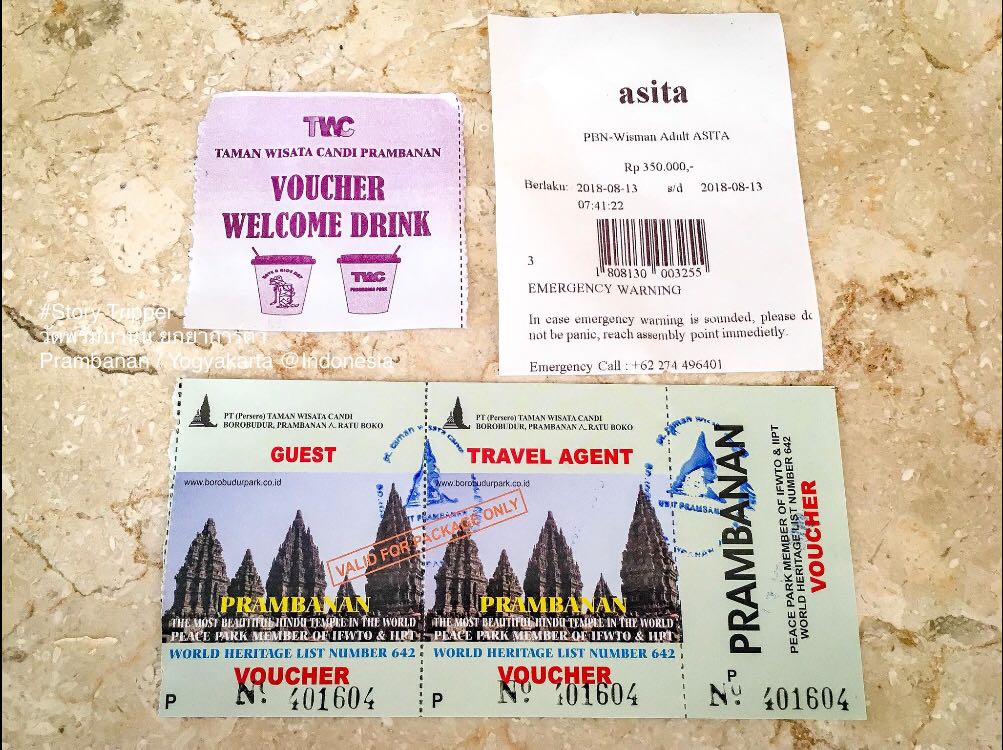 TWC
TAMAN WISATA CANDI PRAMBANAN
VOUCHER
WELCOME DRINK
TWC
PRAMBANAN PARK
asita
PBN-Wisman Adult ASITA
Rp 350.000,-
Berlaku: 2018-08-13 s/d 2018-08-13
07:41:22
3
1808130 003255
EMERGENCY WARNING
In case emergency warning is sounded, please do
not be panic, reach assembly point immedietly.
Emergency Call : +62 274 496401
#Story Tripper
Prambanan / Yogyakarta @Indonesia
PT (Persero) TAMAN WISATA CANDI
BOROBUDUR, PRAMBANAN & RATU BOKO
GUEST
www.borobudurpark.co.id
VALID FOR PACKAGE ONLY
PRAMBANAN
THE MOST BEAUTIFUL HINDU TEMPLE IN THE WORLD
PEACE PARK MEMBER OF IFWTO & IIPT
WORLD HERITAGE LIST NUMBER 642
VOUCHER
P Nº 401604
PT (Persero) TAMAN WISATA CANDI
BOROBUDUR, PRAMBANAN & RATU BOKO
TRAVEL AGENT
www.borobudurpark.co.id
PRAMBANAN
THE MOST BEAUTIFUL HINDU TEMPLE IN THE WORLD
PEACE PARK MEMBER OF IFWTO & IIPT
WORLD HERITAGE LIST NUMBER 642
VOUCHER
P Nº 401604
PRAMBANAN
PEACE PARK MEMBER OF IFWTO & IIPT
WORLD HERITAGE LIST NUMBER 642
VOUCHER
P
Nº 401604